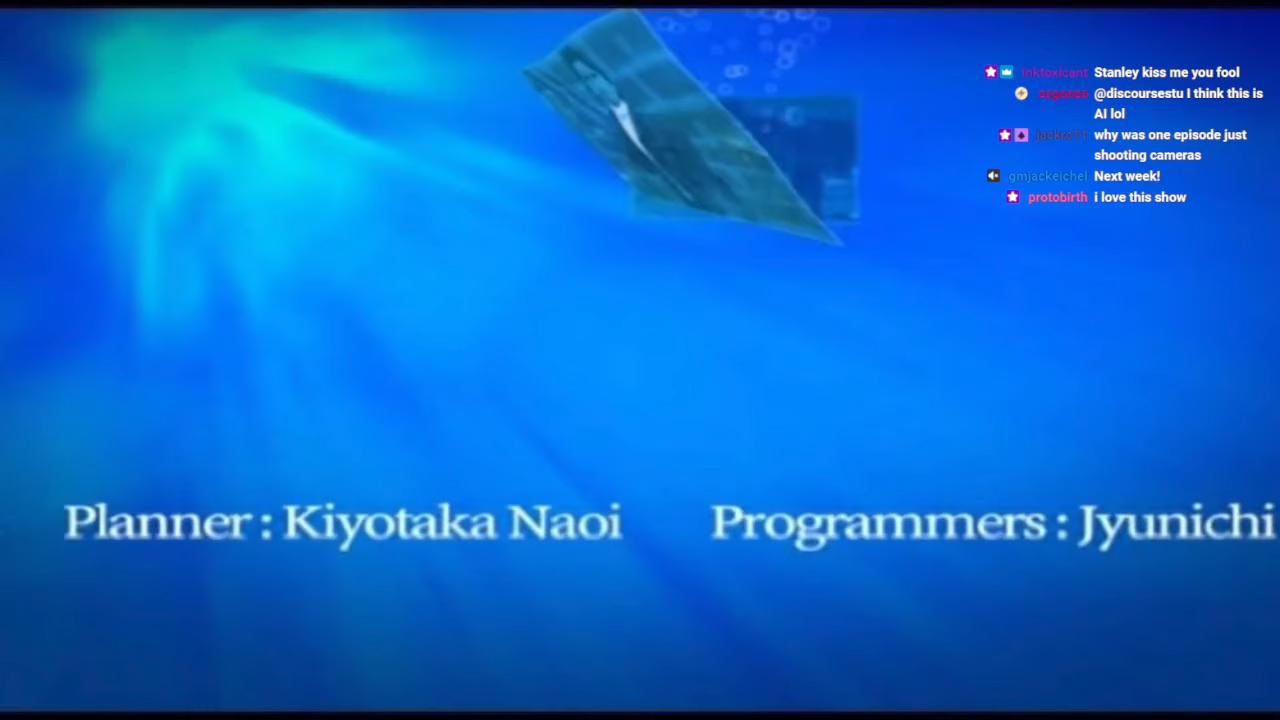 inktoxicant Stanley kiss me you fool
@discoursestu I think this is
AI lol
why was one episode just
shooting cameras
gmjackeichel Next week!
protobirth i love this show
Planner : Kiyotaka Naoi Programmers : Jyunichi